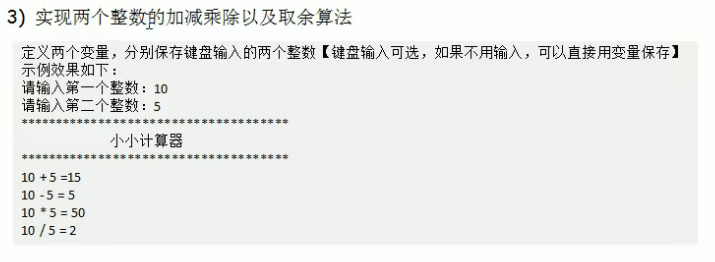 3) 实现两个整数的加减乘除以及取余算法
定义两个变量，分别保存键盘输入的两个整数【键盘输入可选，如果不用输入，可以直接用变量保存】
示例效果如下：
请输入第一个整数：10
请输入第二个整数：5
*************************************
小小计算器
*************************************
10 + 5 =15
10 - 5 = 5
10 * 5 = 50
10 / 5 = 2